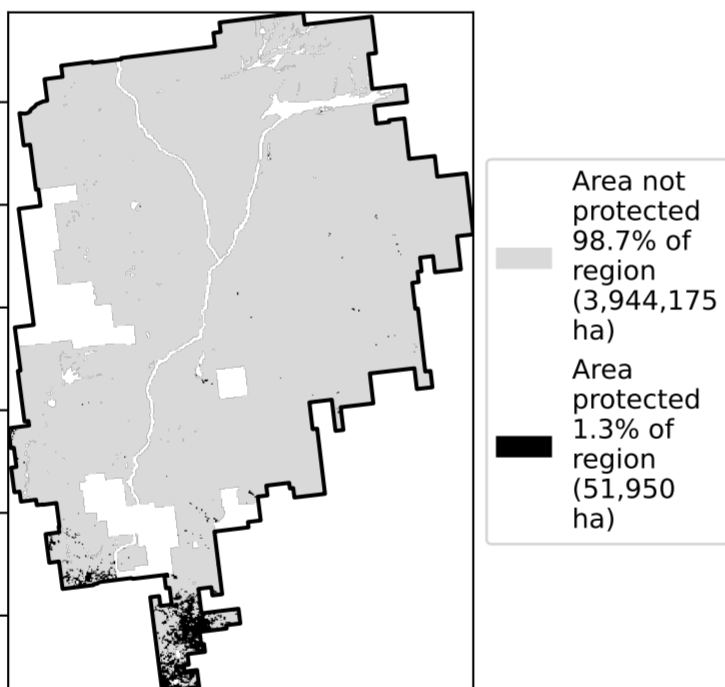 Area not
protected
98.7% of
region
(3,944,175
ha)
Area
protected
1.3% of
region
(51,950
ha)